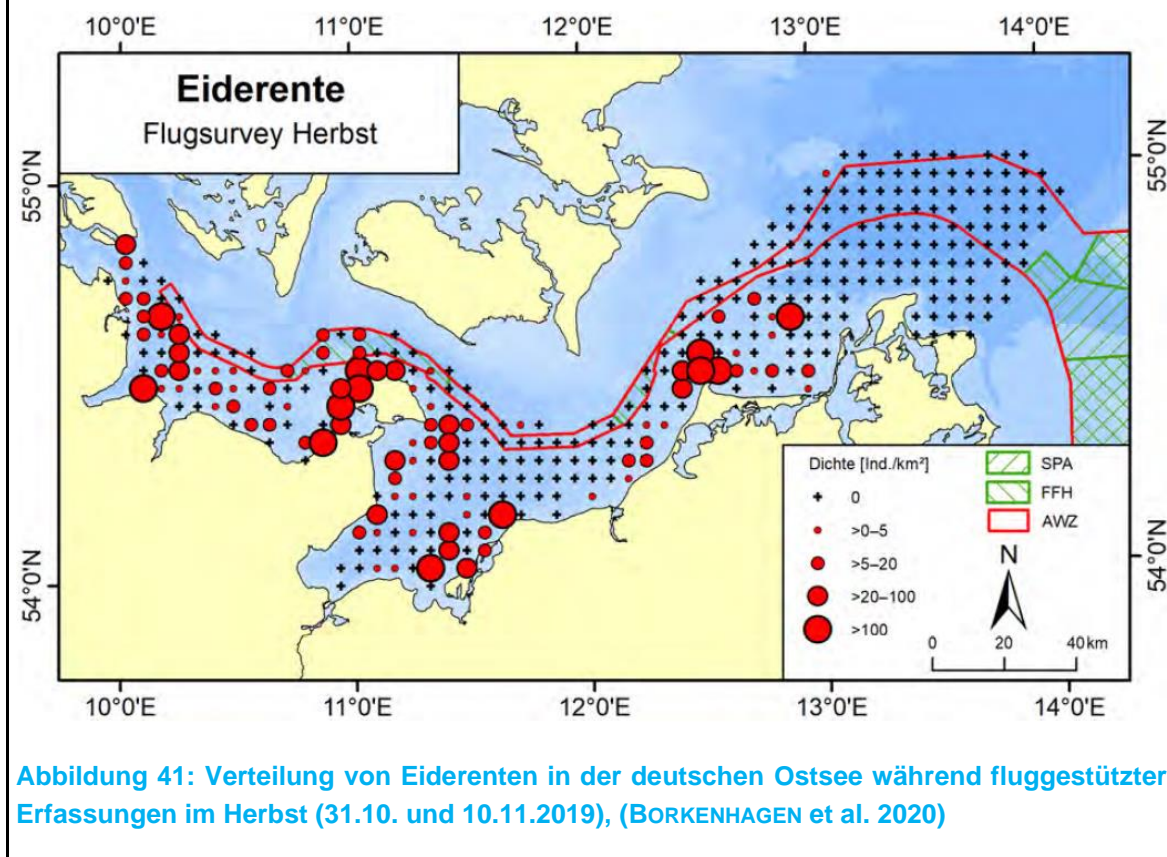 10°0'E 11°0'E 12°0'E 13°0'E 14°0'E
Eiderente
Flugsurvey Herbst
55°0'N
55°0'N
Dichte [Ind./km²]
0
>0–5
>5–20
>20–100
>100
SPA
FFH
AWZ
N
0 20 40 km
54°0'N
54°0'N
10°0'E 11°0'E 12°0'E 13°0'E 14°0'E
Abbildung 41: Verteilung von Eiderenten in der deutschen Ostsee während fluggestützter
Erfassungen im Herbst (31.10. und 10.11.2019), (BORKENHAGEN et al. 2020)